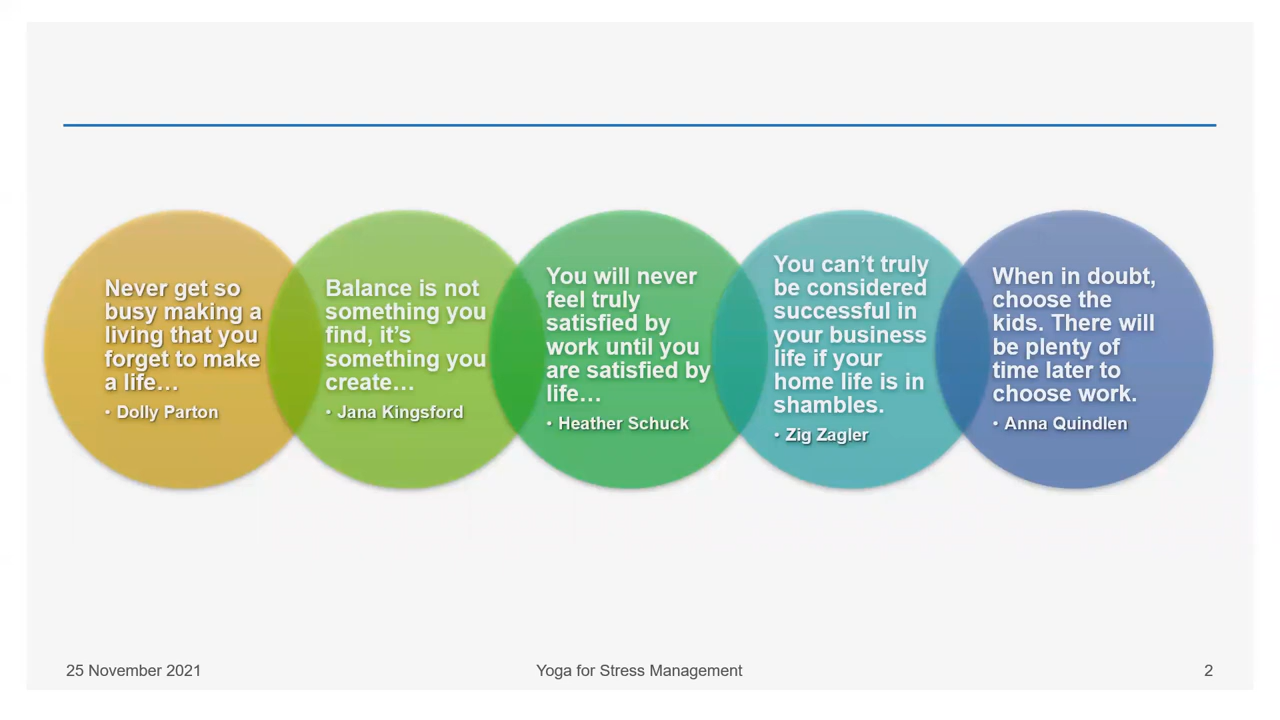 Never get so
busy making a
living that you
forget to make
a life…
• Dolly Parton
Balance is not
something you
find, it’s
something you
create…
• Jana Kingsford
You will never
feel truly
satisfied by
work until you
are satisfied by
life…
• Heather Schuck
You can’t truly
be considered
successful in
your business
life if your
home life is in
shambles.
• Zig Zagler
When in doubt,
choose the
kids. There will
be plenty of
time later to
choose work.
• Anna Quindlen
25 November 2021
Yoga for Stress Management
2